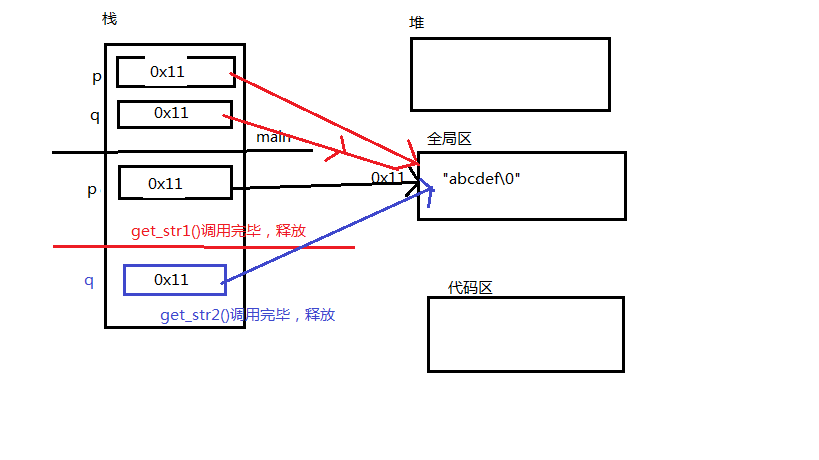 栈
堆
p 0x11
q 0x11
main
全局区
p 0x11
0x11 "abcdef\0"
get_str1()调用完毕，释放
q 0x11
代码区
get_str2()调用完毕，释放